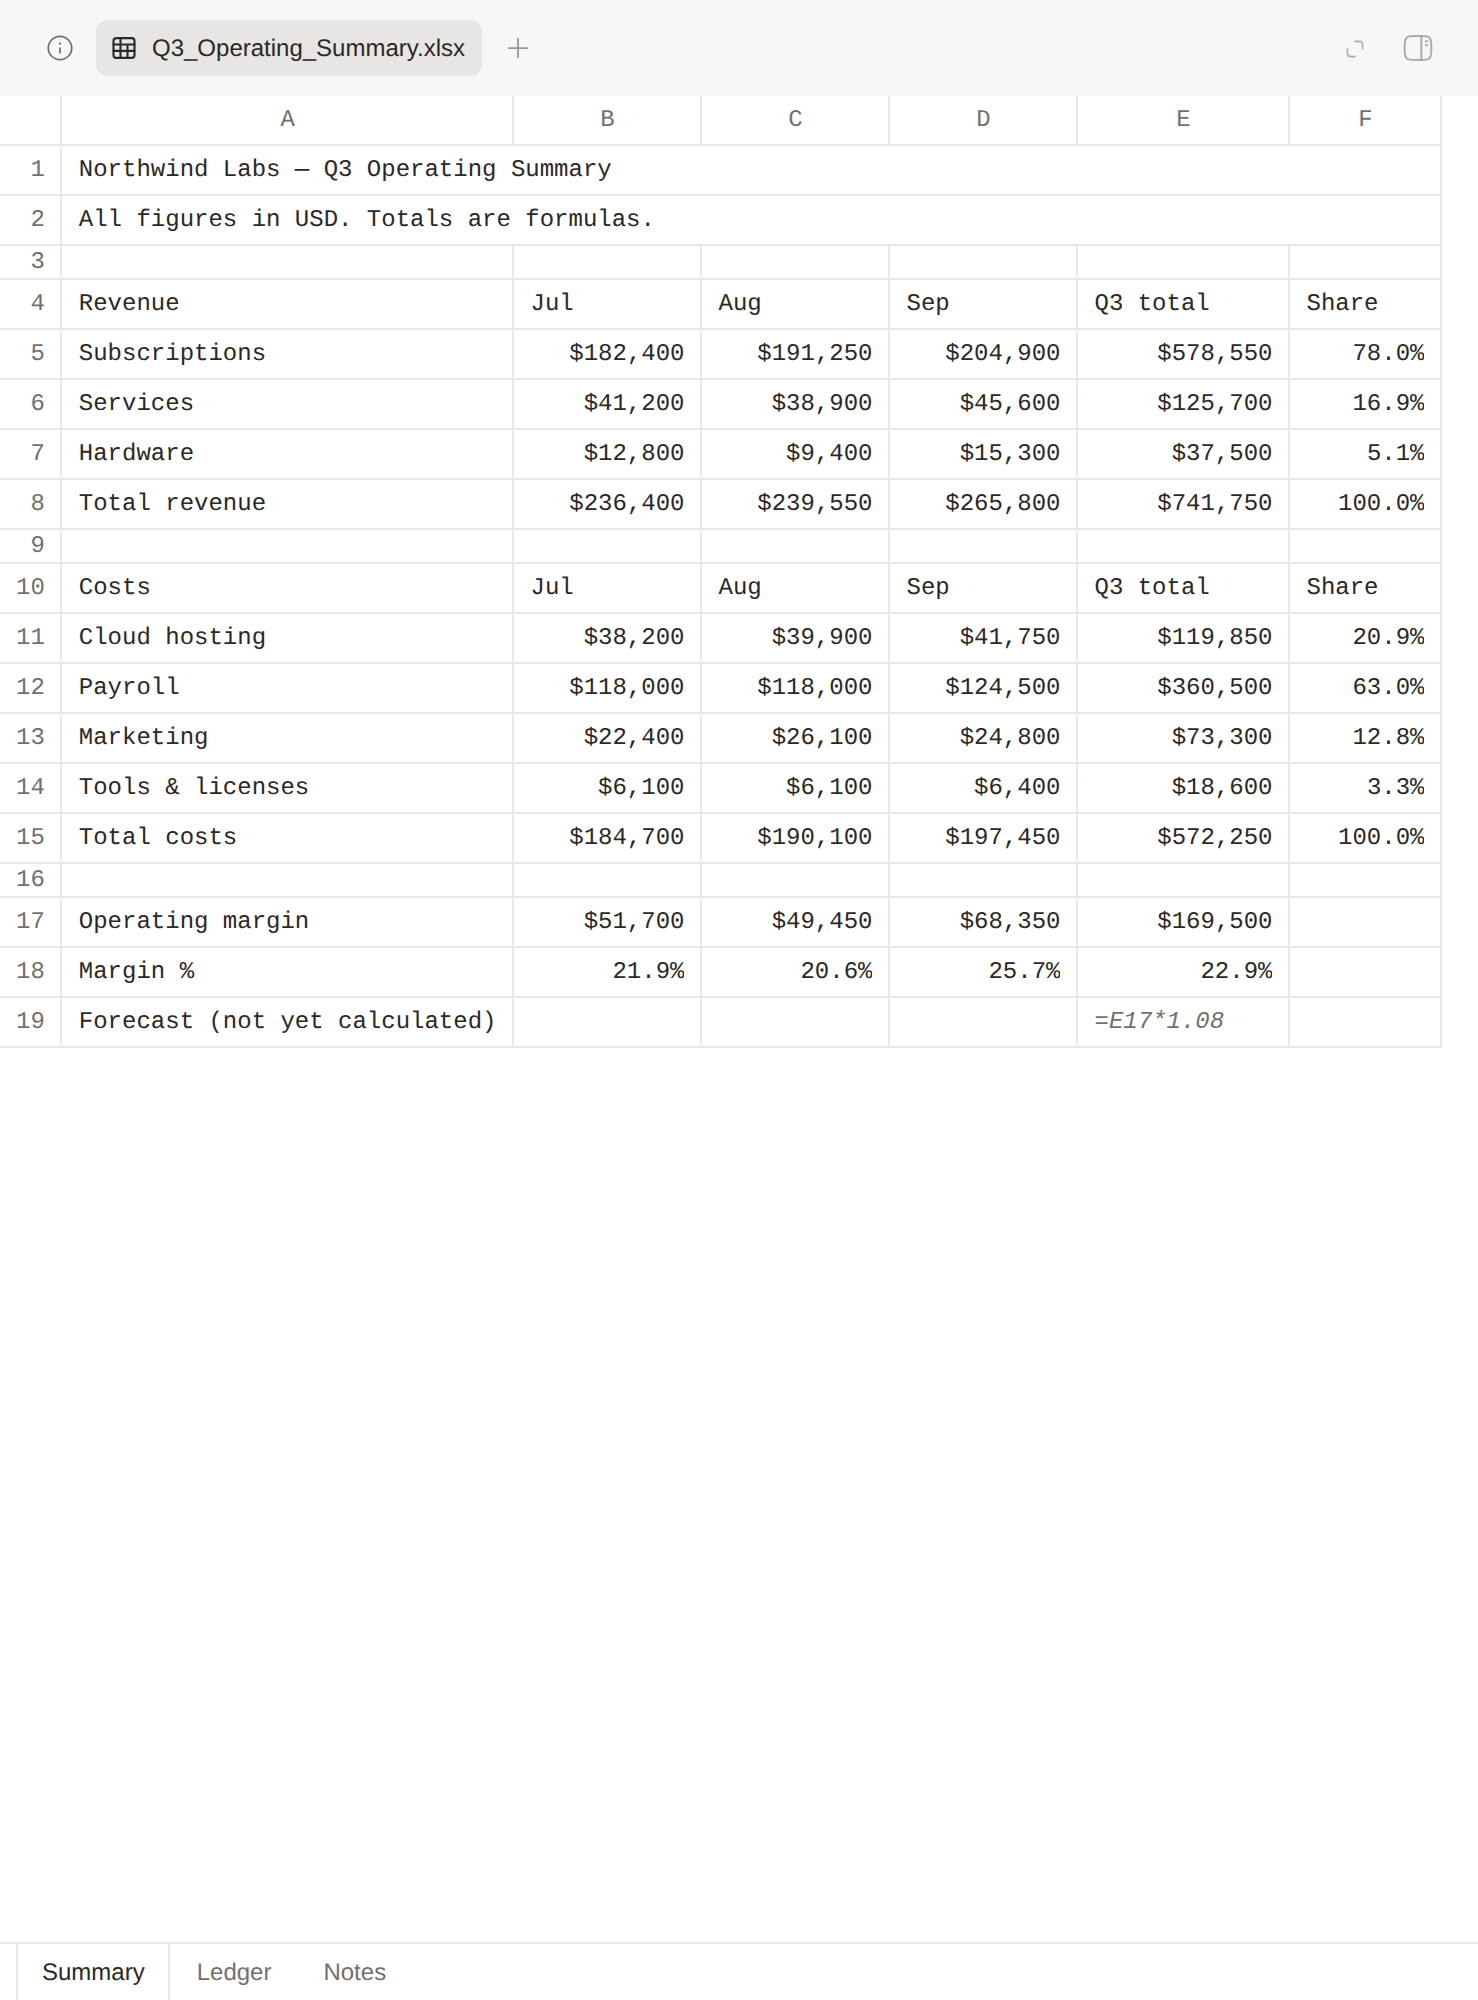 Q3_Operating_Summary.xlsx
A B C D E F
1 Northwind Labs — Q3 Operating Summary
2 All figures in USD. Totals are formulas.
3
4 Revenue Jul Aug Sep Q3 total Share
5 Subscriptions $182,400 $191,250 $204,900 $578,550 78.0%
6 Services $41,200 $38,900 $45,600 $125,700 16.9%
7 Hardware $12,800 $9,400 $15,300 $37,500 5.1%
8 Total revenue $236,400 $239,550 $265,800 $741,750 100.0%
9
10 Costs Jul Aug Sep Q3 total Share
11 Cloud hosting $38,200 $39,900 $41,750 $119,850 20.9%
12 Payroll $118,000 $118,000 $124,500 $360,500 63.0%
13 Marketing $22,400 $26,100 $24,800 $73,300 12.8%
14 Tools & licenses $6,100 $6,100 $6,400 $18,600 3.3%
15 Total costs $184,700 $190,100 $197,450 $572,250 100.0%
16
17 Operating margin $51,700 $49,450 $68,350 $169,500
18 Margin % 21.9% 20.6% 25.7% 22.9%
19 Forecast (not yet calculated) =E17*1.08
Summary Ledger Notes